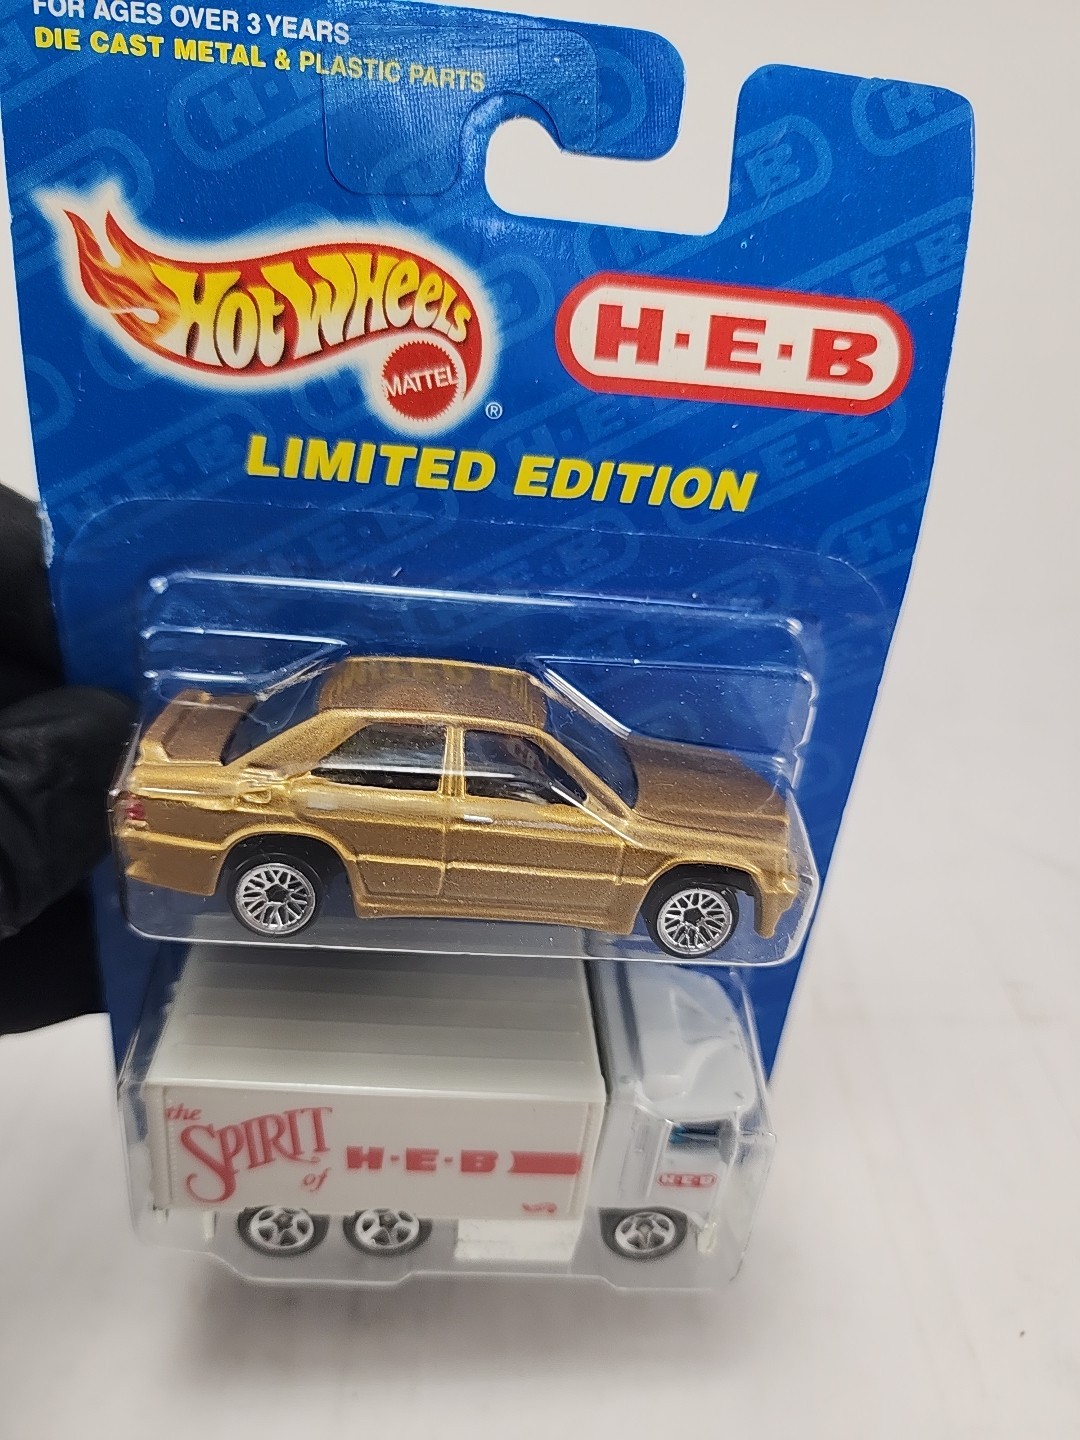 FOR AGES OVER 3 YEARS
DIE CAST METAL & PLASTIC PARTS
Hot Wheels
MATTEL
®
H·E·B
LIMITED EDITION
the
SPIRIT
of
H·E·B
H·E·B